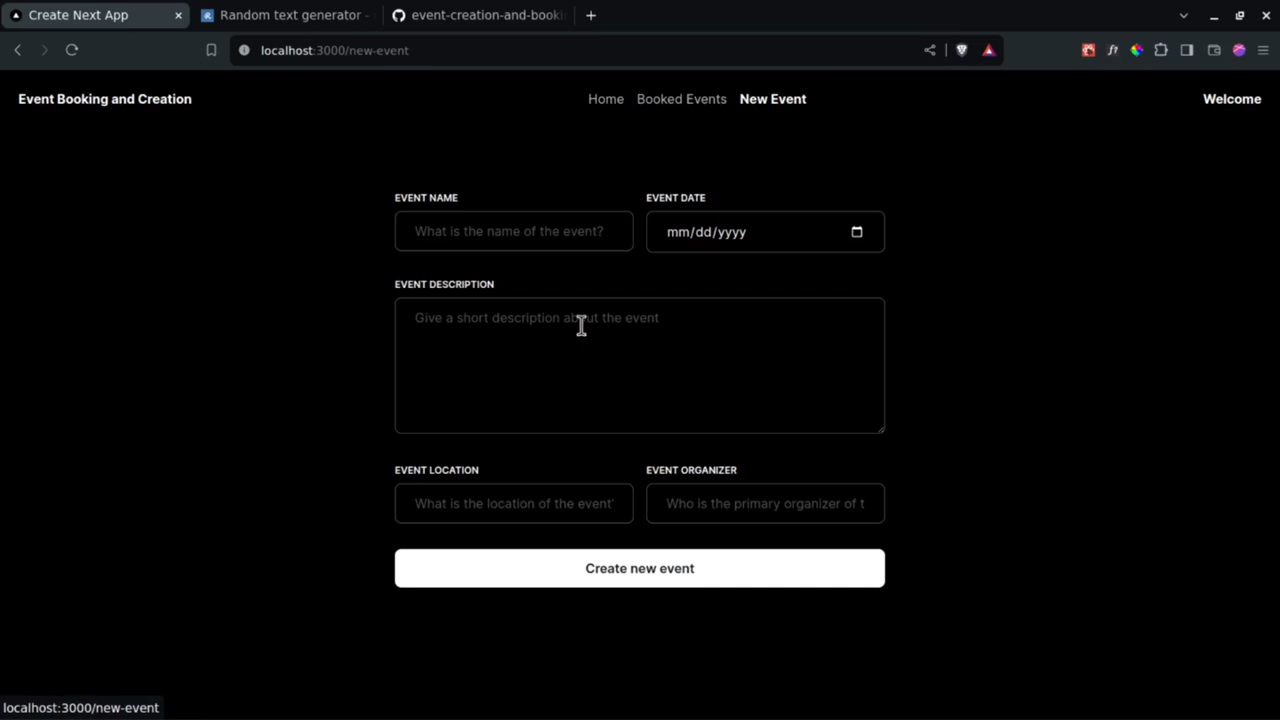 Create Next App
Random text generator -
event-creation-and-booki
localhost:3000/new-event
Event Booking and Creation
Home
Booked Events
New Event
Welcome
EVENT NAME
EVENT DATE
What is the name of the event?
mm/dd/yyyy
EVENT DESCRIPTION
Give a short description about the event
EVENT LOCATION
EVENT ORGANIZER
What is the location of the event
Who is the primary organizer of t
Create new event
localhost:3000/new-event